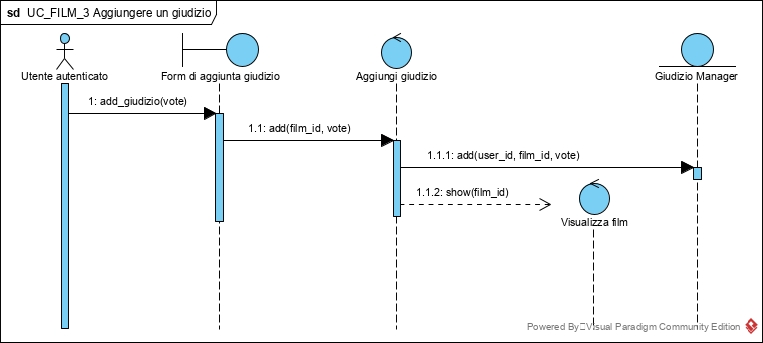 sd UC_FILM_3 Aggiungere un giudizio
Utente autenticato
Form di aggiunta giudizio
Aggiungi giudizio
Giudizio Manager
1: add_giudizio(vote)
1.1: add(film_id, vote)
1.1.1: add(user_id, film_id, vote)
1.1.2: show(film_id)
Visualizza film
Powered By Visual Paradigm Community Edition